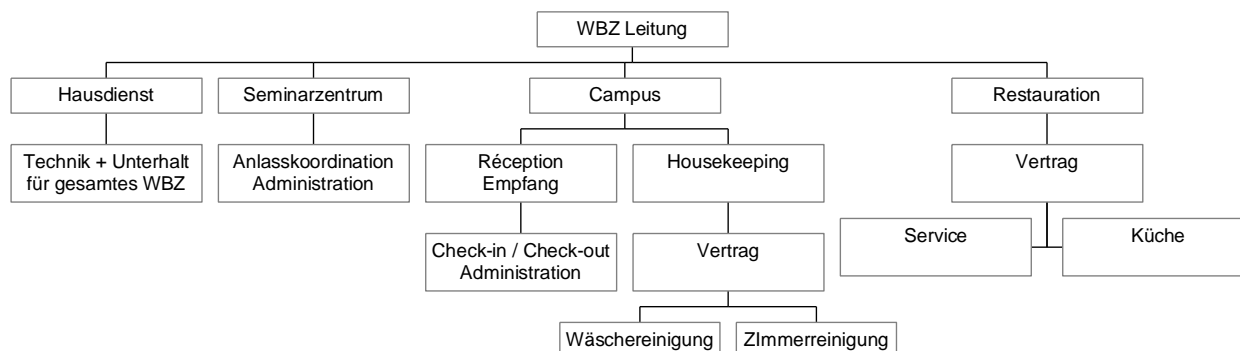 WBZ Leitung
Hausdienst
Seminarzentrum
Campus
Restauration
Technik + Unterhalt
für gesamtes WBZ
Anlasskoordination
Administration
Réception
Empfang
Housekeeping
Vertrag
Check-in / Check-out
Administration
Vertrag
Service
Küche
Wäschereinigung
ZImmerreinigung